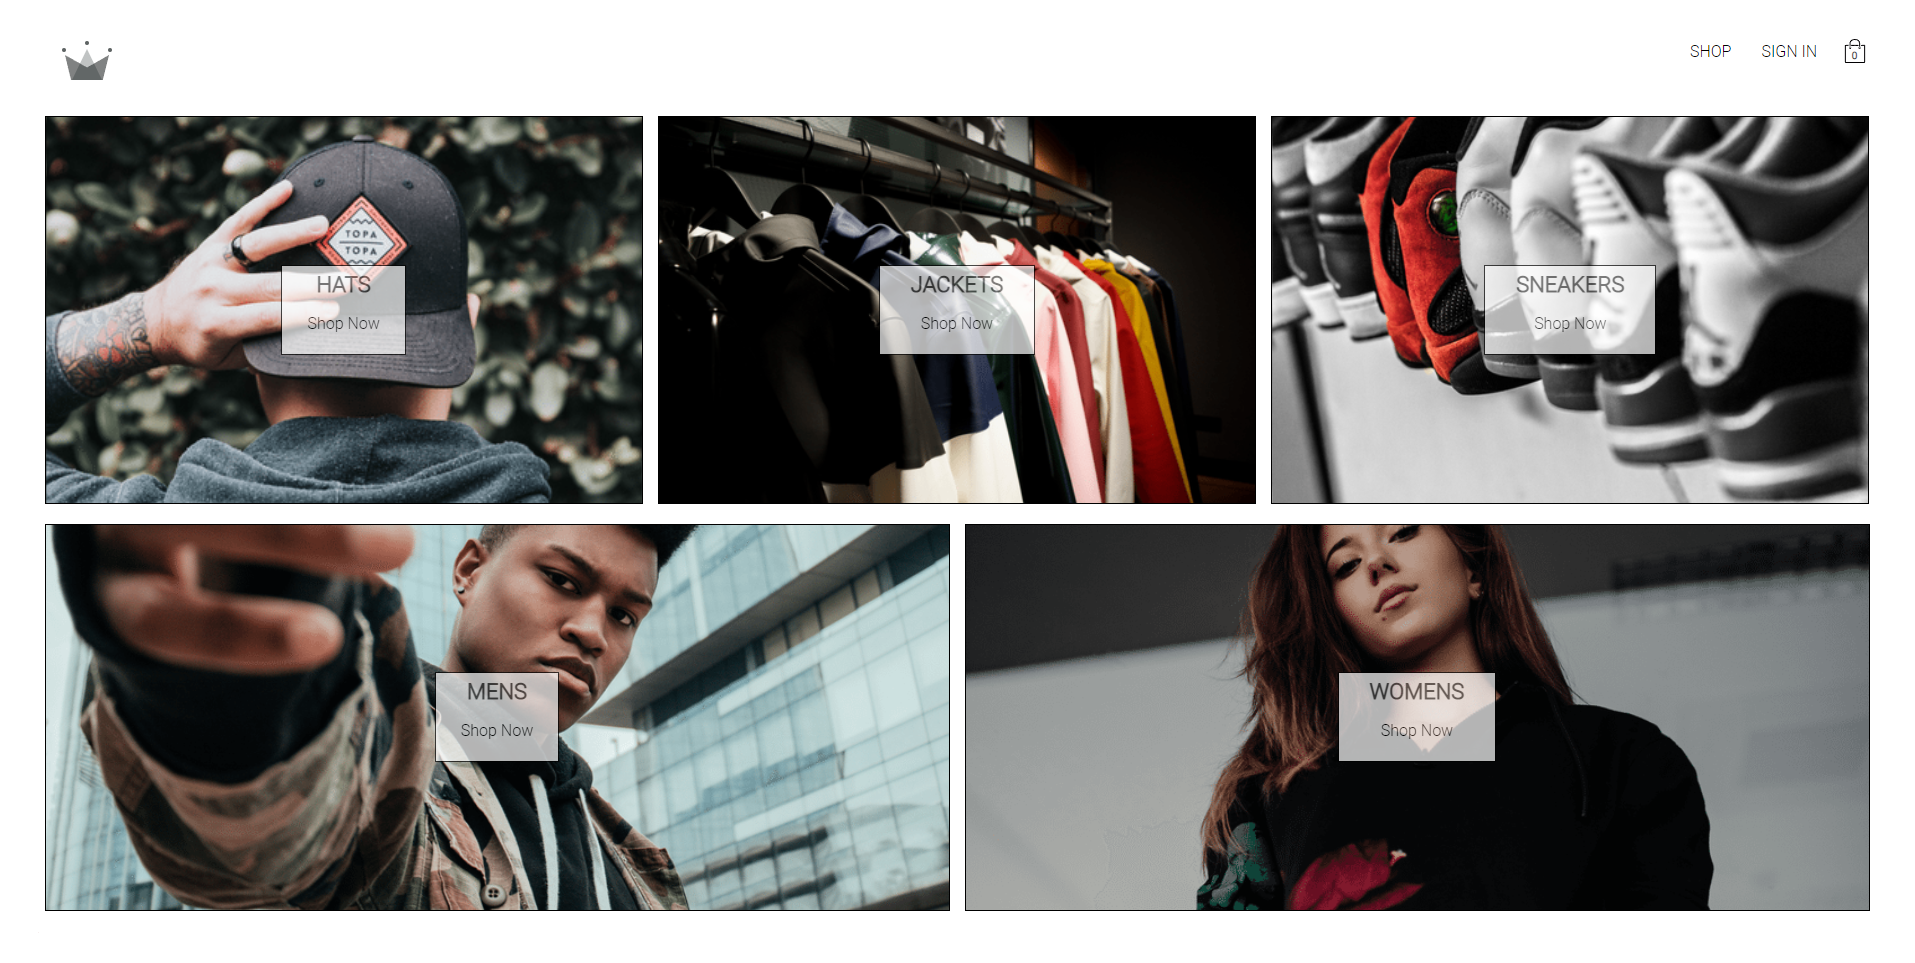 SHOP
SIGN IN
0
TOPA
TOPA
HATS
Shop Now
JACKETS
Shop Now
SNEAKERS
Shop Now
MENS
Shop Now
WOMENS
Shop Now